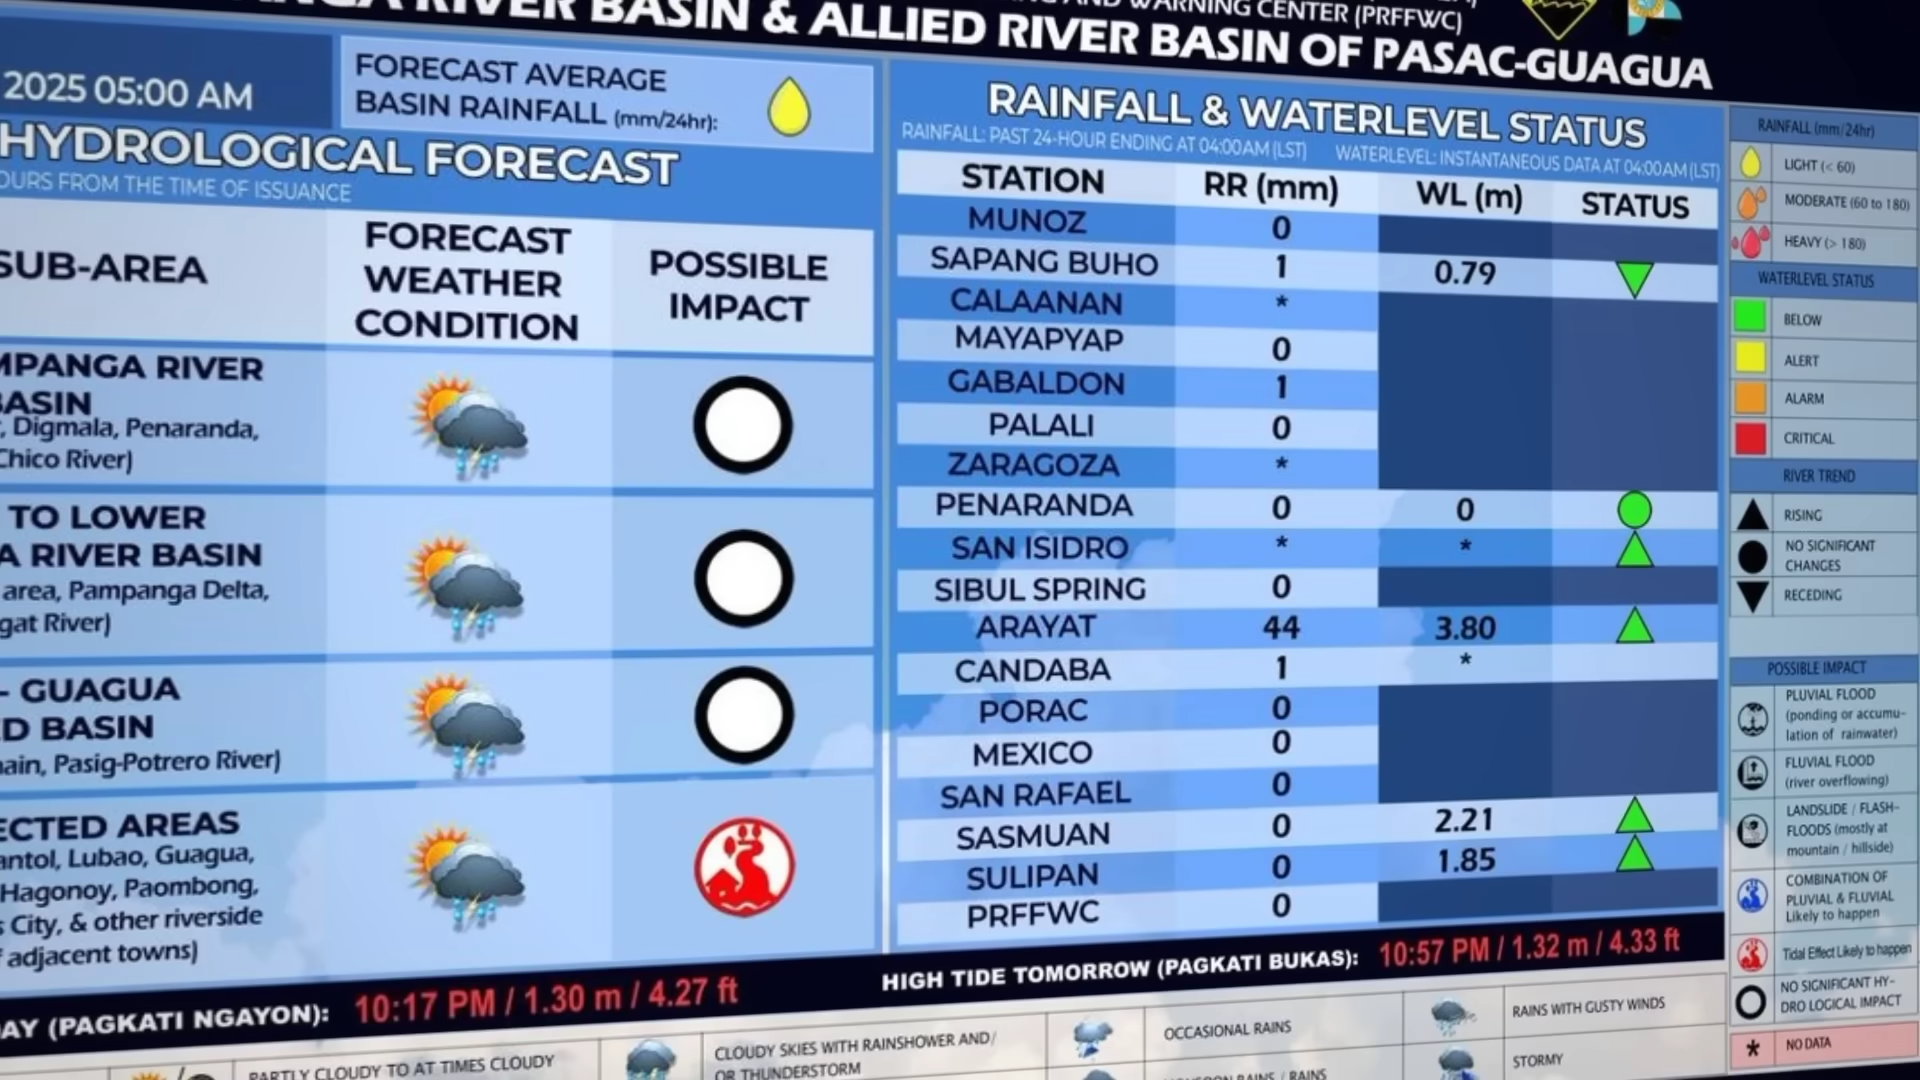 AND WARNING CENTER (PRFFWC)
RIVER BASIN & ALLIED RIVER BASIN OF PASAC-GUAGUA
2025 05:00 AM
FORECAST AVERAGE
BASIN RAINFALL (mm/24hr):
HYDROLOGICAL FORECAST
FROM THE TIME OF ISSUANCE
SUB-AREA
FORECAST
WEATHER
CONDITION
POSSIBLE
IMPACT
RIVER
Digmala, Penaranda,
Chico River)
TO LOWER
RIVER BASIN
area, Pampanga Delta,
River)
- GUAGUA
BASIN
Pasig-Potrero River)
AREAS
Lubao, Guagua,
Hagonoy, Paombong,
City, & other riverside
adjacent towns)
RAINFALL & WATERLEVEL STATUS
RAINFALL: PAST 24-HOUR ENDING AT 04:00AM (LST) WATERLEVEL: INSTANTANEOUS DATA AT 04:00AM (LST)
STATION RR (mm) WL (m) STATUS
MUNOZ 0
SAPANG BUHO 1 0.79
CALAANAN *
MAYAPYAP 0
GABALDON 1
PALALI 0
ZARAGOZA *
PENARANDA 0 0
SAN ISIDRO * *
SIBUL SPRING 0
ARAYAT 44 3.80
CANDABA 1 *
PORAC 0
MEXICO 0
SAN RAFAEL 0
SASMUAN 0 2.21
SULIPAN 0 1.85
PRFFWC 0
RAINFALL (mm/24hr)
LIGHT (< 60)
MODERATE (60 to 180)
HEAVY (> 180)
WATERLEVEL STATUS
BELOW
ALERT
ALARM
CRITICAL
RIVER TREND
RISING
NO SIGNIFICANT
CHANGES
RECEDING
POSSIBLE IMPACT
PLUVIAL FLOOD
(ponding or accumu-
lation of rainwater)
FLUVIAL FLOOD
(river overflowing)
LANDSLIDE / FLASH-
FLOODS (mostly at
mountain / hillside)
COMBINATION OF
PLUVIAL & FLUVIAL
Likely to happen
Tidal Effect Likely to happen
NO SIGNIFICANT HY-
DRO LOGICAL IMPACT
* NO DATA
(PAGKATI NGAYON): 10:17 PM / 1.30 m / 4.27 ft
HIGH TIDE TOMORROW (PAGKATI BUKAS): 10:57 PM / 1.32 m / 4.33 ft
PARTLY CLOUDY TO AT TIMES CLOUDY
CLOUDY SKIES WITH RAINSHOWER AND/
OR THUNDERSTORM
OCCASIONAL RAINS
MONSOON RAINS / RAINS
RAINS WITH GUSTY WINDS
STORMY